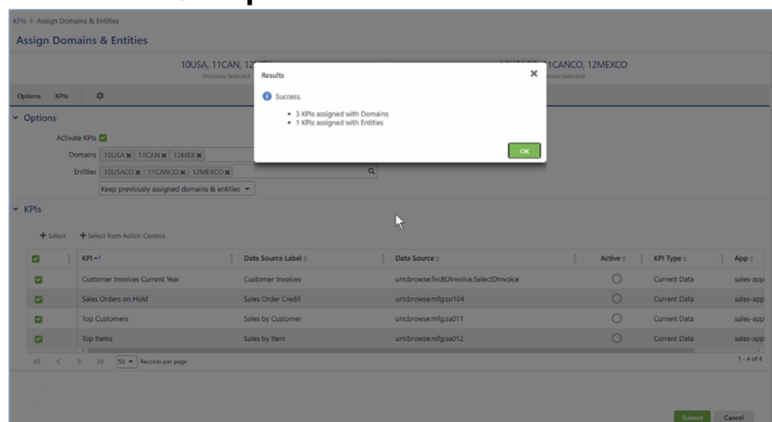 KPIs > Assign Domains & Entities
Assign Domains & Entities
10USA, 11CAN,
Domains Selected
CANCO, 12MEXCO
Selected
Results
Success.
3 KPIs assigned with Domains
1 KPIs assigned with Entities
OK
Options KPIs
Options
Activate KPIs
Domains 10USA 11CAN 12MEX
Entities 10USACO 11CANCO 12MEXCO
Keep previously assigned domains & entities
KPIs
+ Select + Select from Action Centers
KPI Data Source Label Data Source Active KPI Type App
Customer Invoices Current Year Customer Invoices urn:browse:fin:BDInvoice.SelectDInvoice Current Data sales-app
Sales Orders on Hold Sales Order Credit urn:browse:mfg:so104 Current Data sales-app
Top Customers Sales by Customer urn:browse:mfg:sa011 Current Data sales-app
Top Items Sales by Item urn:browse:mfg:sa012 Current Data sales-app
50 Records per page 1 - 4 of 4
Submit Cancel